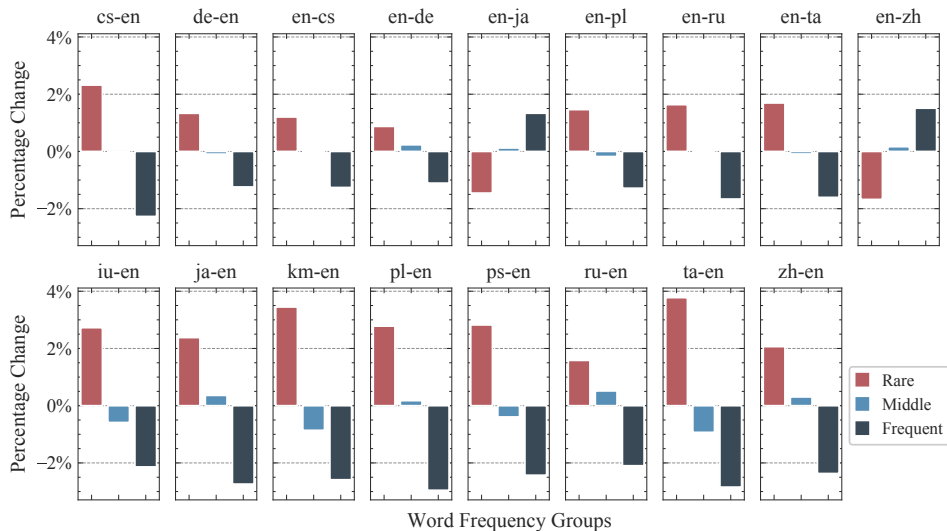 cs-en de-en en-cs en-de en-ja en-pl en-ru en-ta en-zh
4%
2%
0%
−2%
Percentage Change
iu-en ja-en km-en pl-en ps-en ru-en ta-en zh-en
4%
2%
0%
−2%
Percentage Change
Rare
Middle
Frequent
Word Frequency Groups